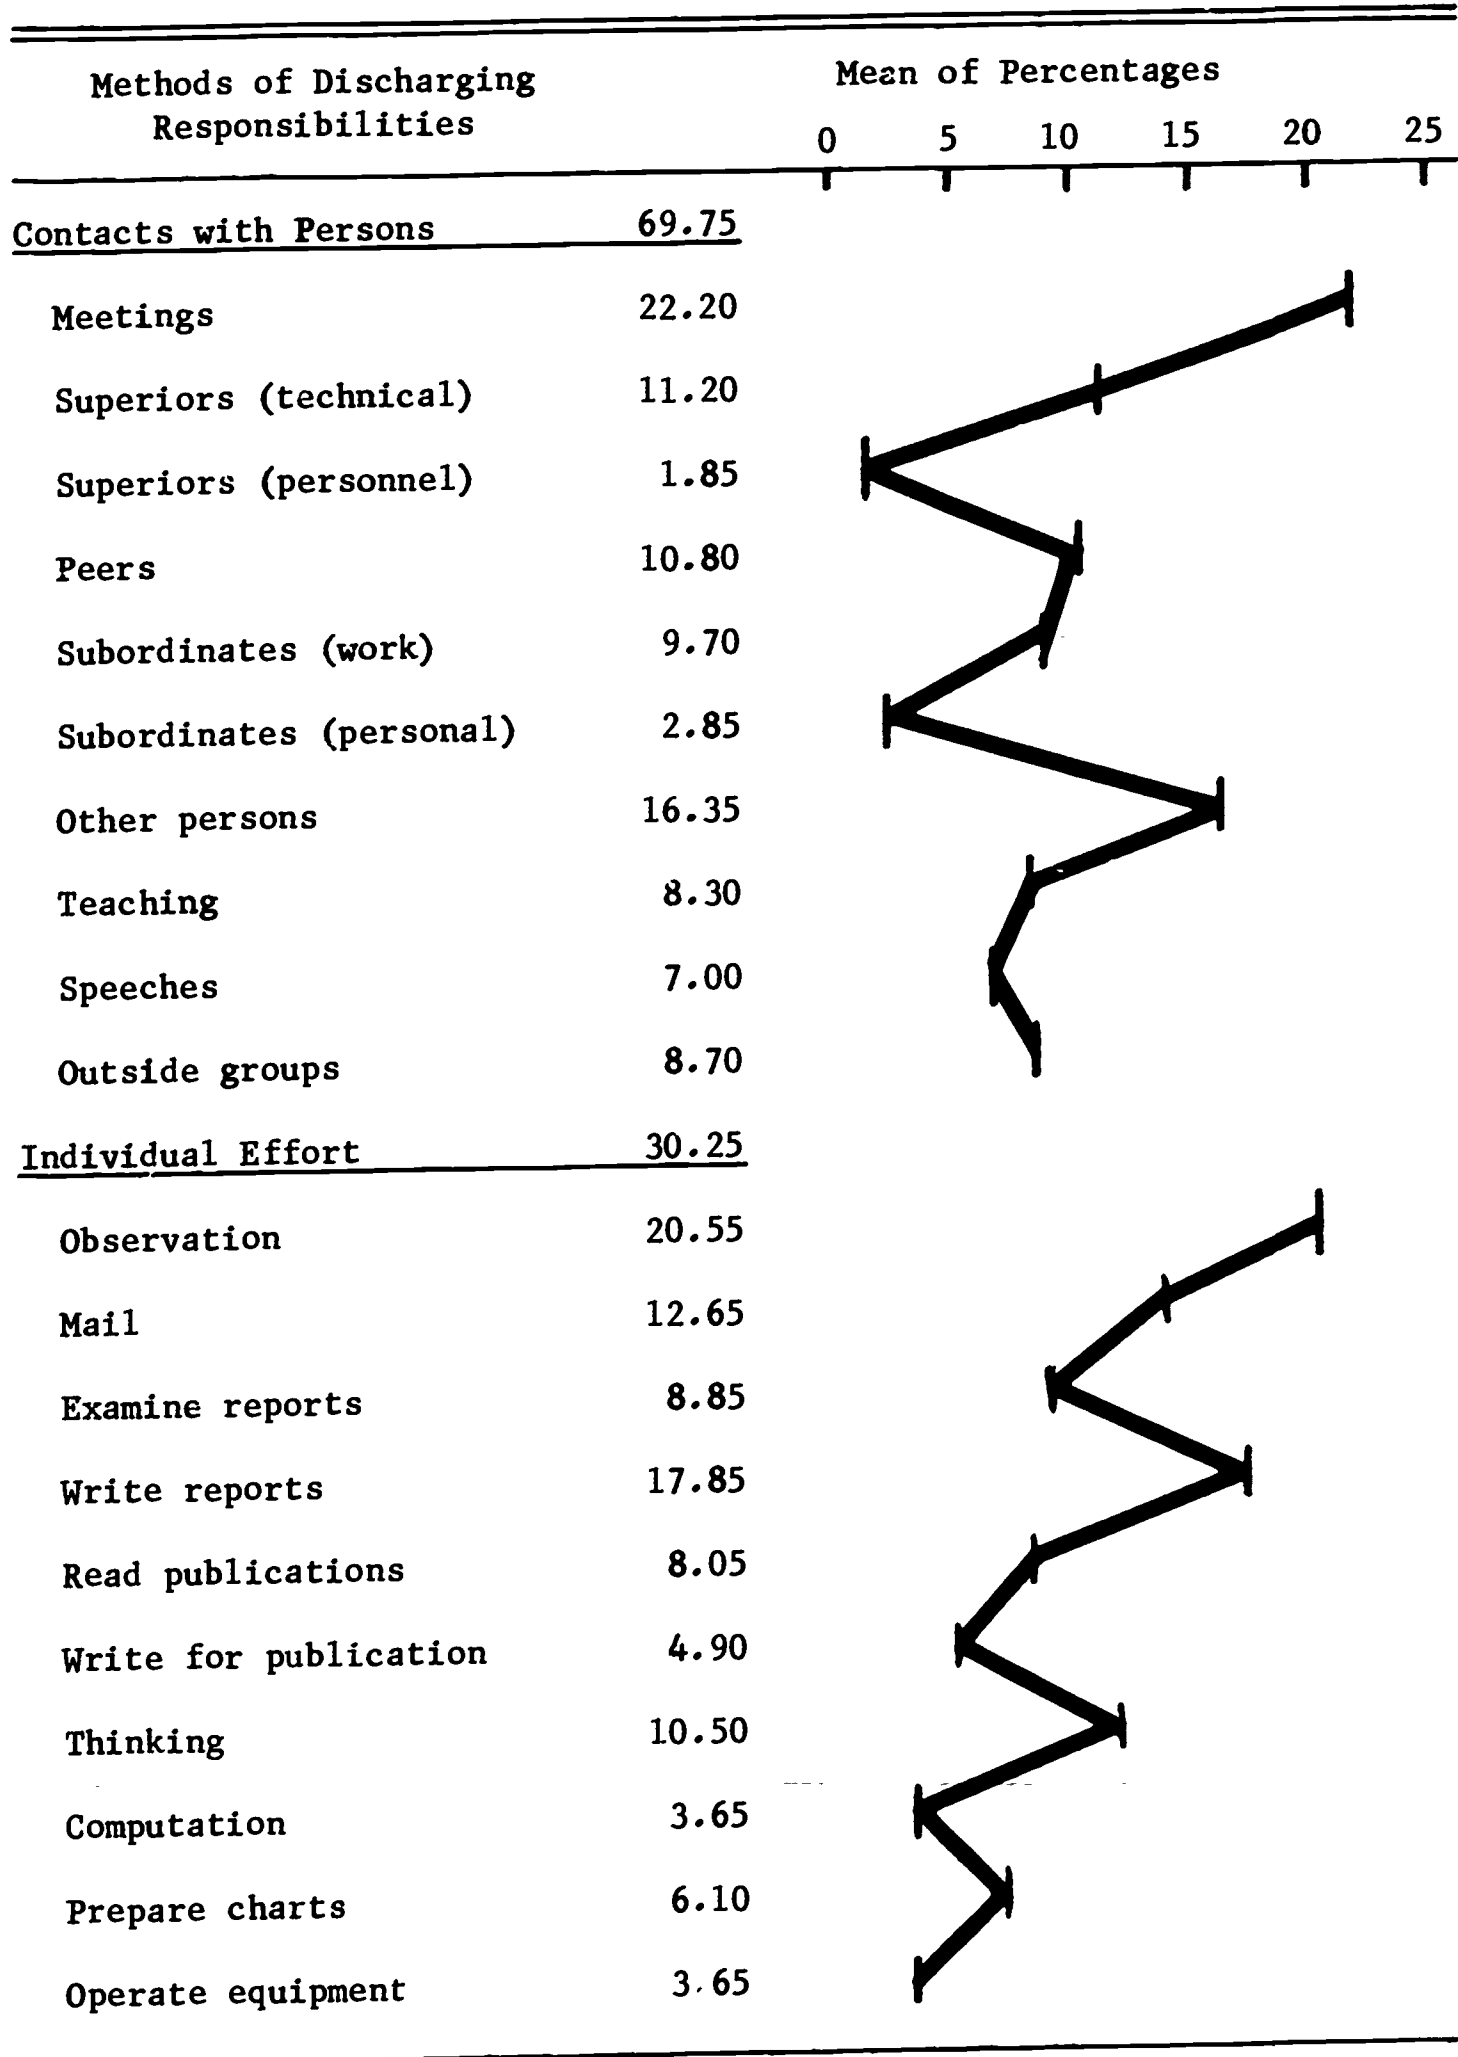 Methods of Discharging
Responsibilities
Mean of Percentages
0 5 10 15 20 25
Contacts with Persons 69.75
Meetings 22.20
Superiors (technical) 11.20
Superiors (personnel) 1.85
Peers 10.80
Subordinates (work) 9.70
Subordinates (personal) 2.85
Other persons 16.35
Teaching 8.30
Speeches 7.00
Outside groups 8.70
Individual Effort 30.25
Observation 20.55
Mail 12.65
Examine reports 8.85
Write reports 17.85
Read publications 8.05
Write for publication 4.90
Thinking 10.50
Computation 3.65
Prepare charts 6.10
Operate equipment 3.65